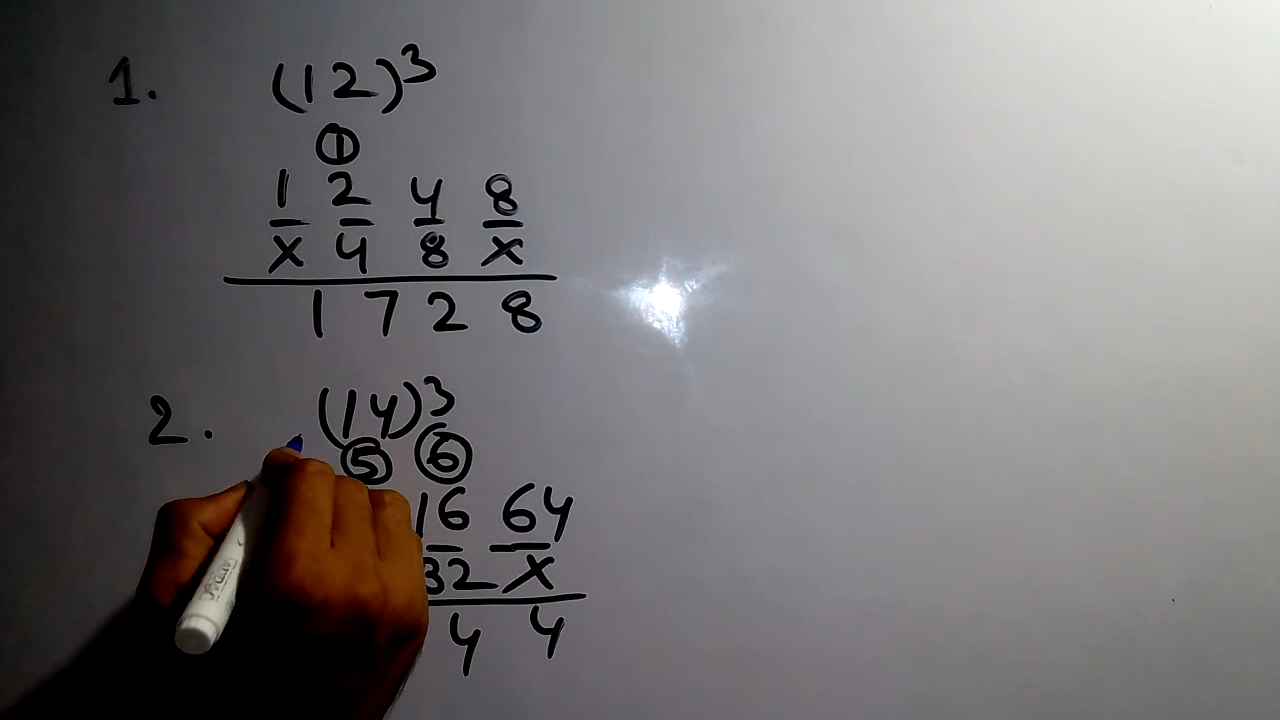 1. (12)³
①
1 2 4 8
x 4 8 x
1 7 2 8
2. (14)³
⑤ ⑥
16 64
32 x
4 4